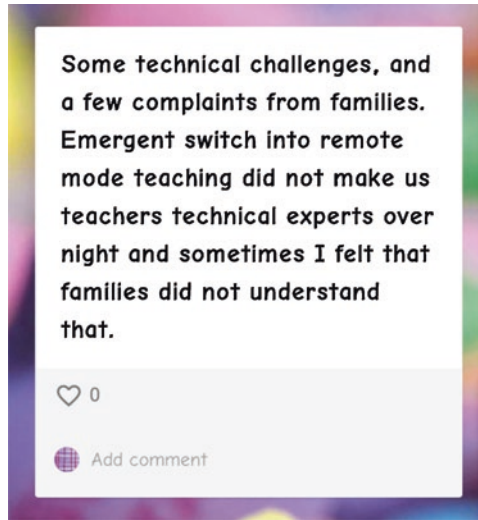 Some technical challenges, and
a few complaints from families.
Emergent switch into remote
mode teaching did not make us
teachers technical experts over
night and sometimes I felt that
families did not understand
that.
0
Add comment